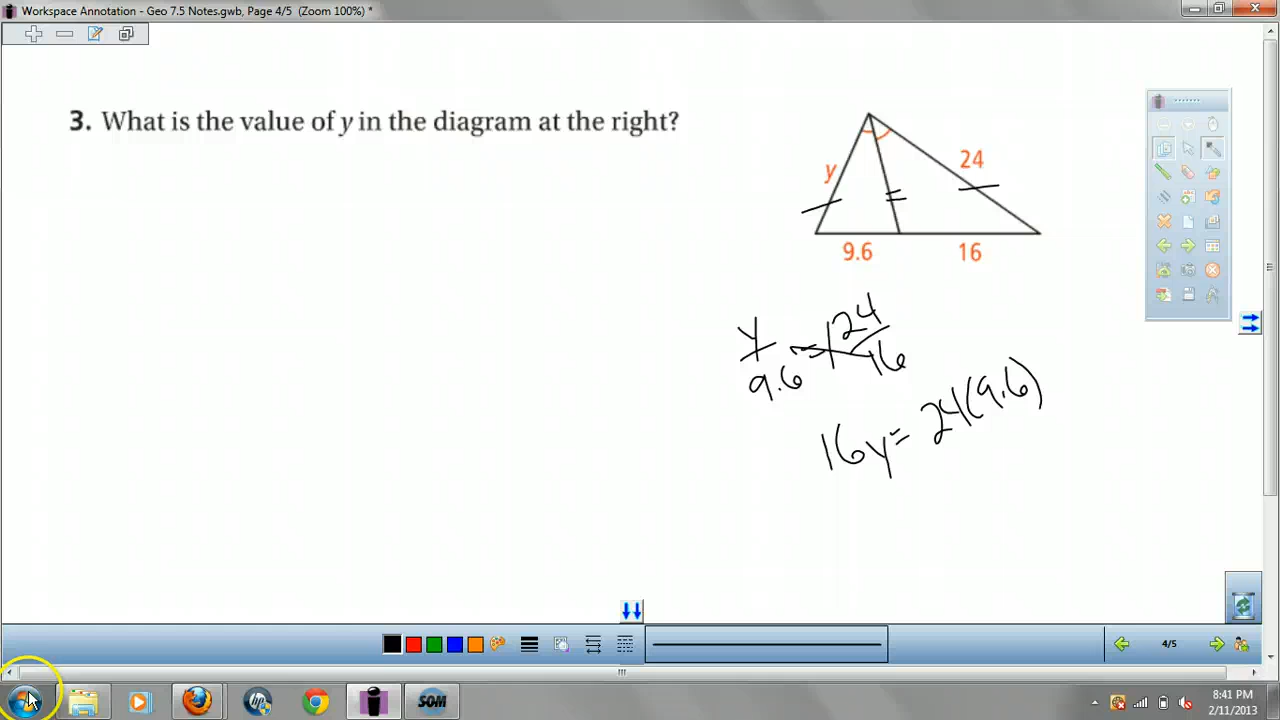 Workspace Annotation - Geo 7.5 Notes.gwb, Page 4/5 (Zoom 100%) *
3. What is the value of y in the diagram at the right?
y
24
9.6
16
y/9.6 = 24/16
16y = 24(9.6)
4/5
hp
SOM
8:41 PM
2/11/2013